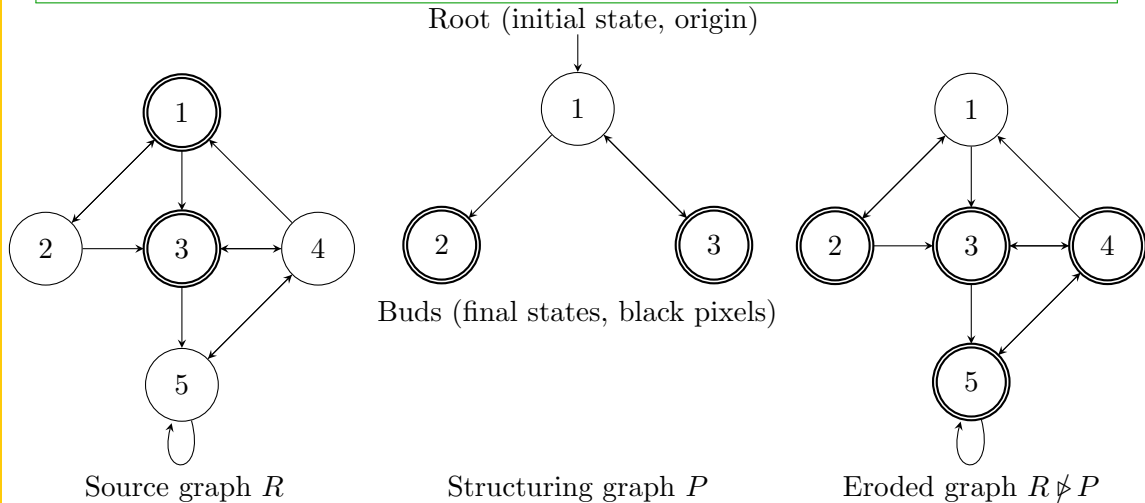 Root (initial state, origin)
1
2
3
4
5
Source graph R
1
2
3
Buds (final states, black pixels)
Structuring graph P
1
2
3
4
5
Eroded graph R ⋫ P